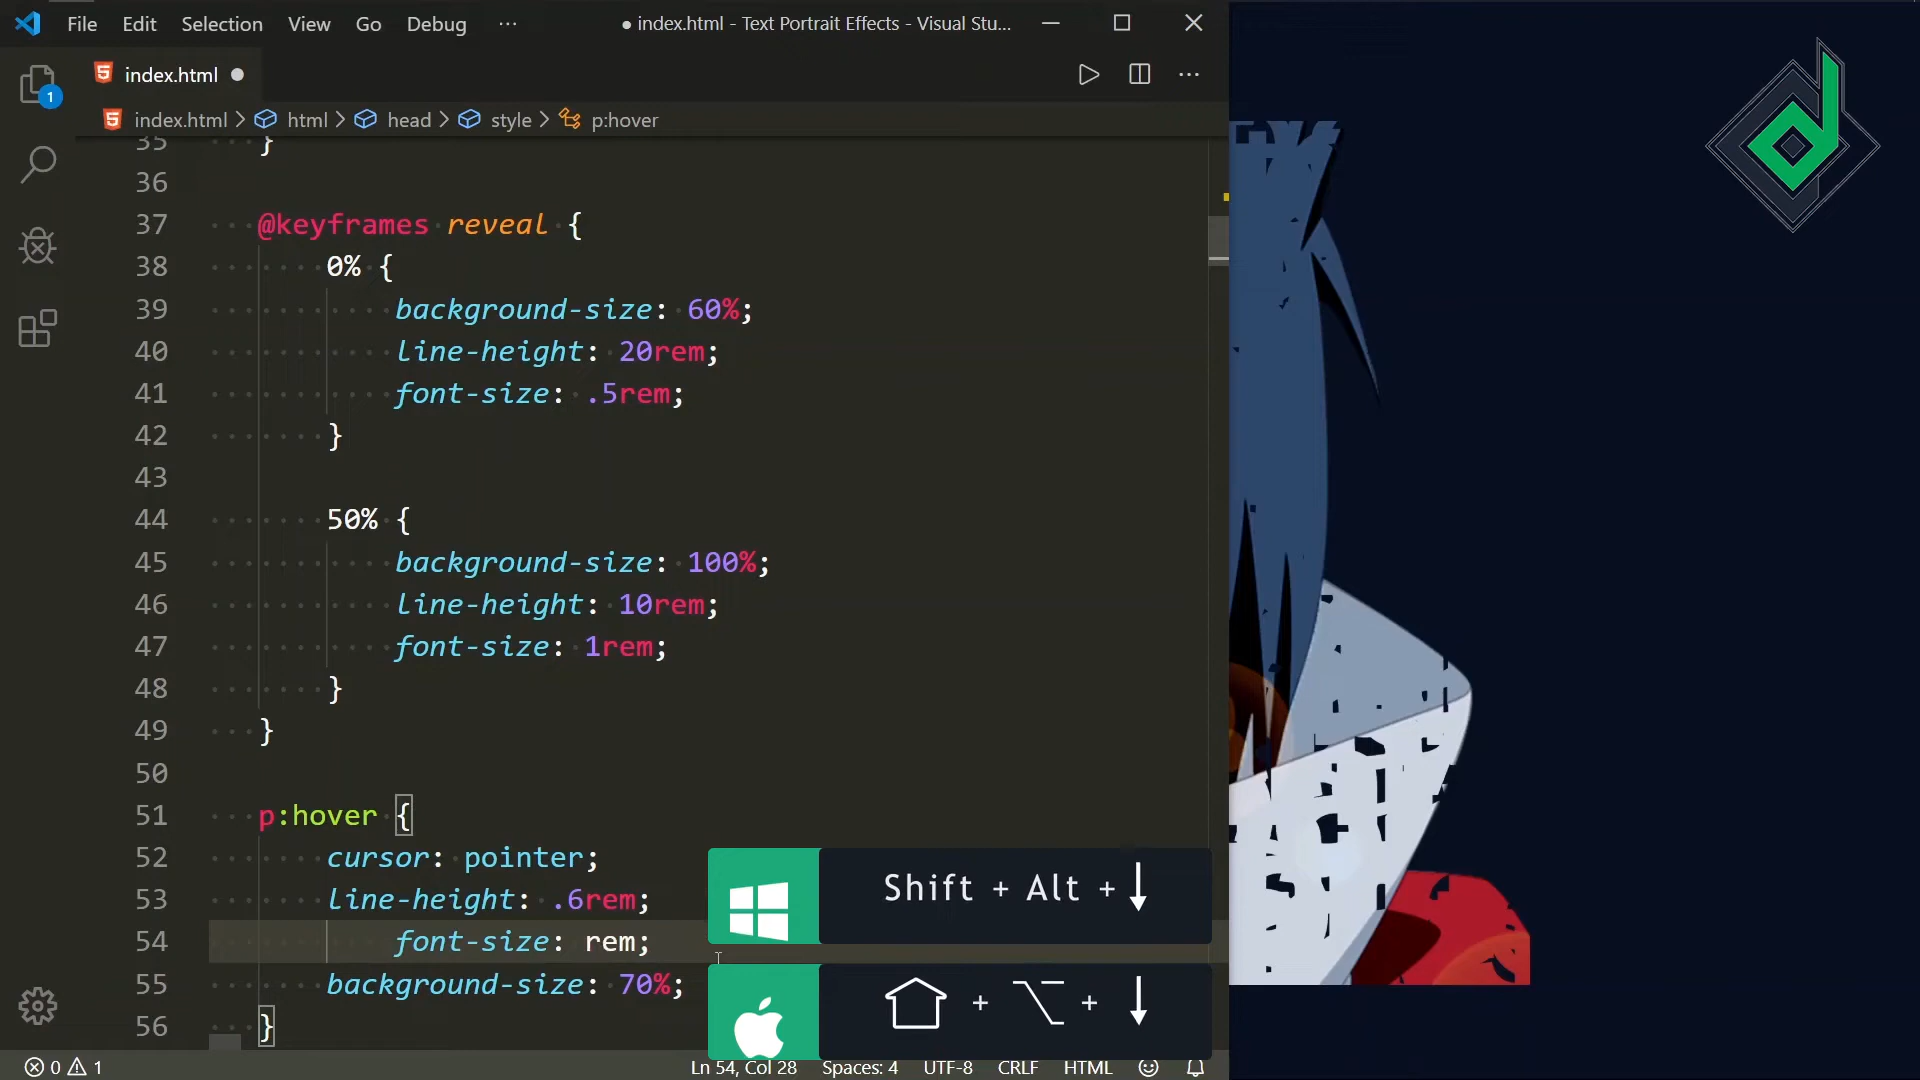 File Edit Selection View Go Debug ··· ● index.html - Text Portrait Effects - Visual Stu...
index.html ●
1
index.html > html > head > style > p:hover
35 }
36
37 @keyframes reveal {
38 0% {
39 background-size: 60%;
40 line-height: 20rem;
41 font-size: .5rem;
42 }
43
44 50% {
45 background-size: 100%;
46 line-height: 10rem;
47 font-size: 1rem;
48 }
49 }
50
51 p:hover {
52 cursor: pointer;
53 line-height: .6rem;
54 font-size: rem;
55 background-size: 70%;
56 }
Shift + Alt + ↓
+ ⌥ + ↓
0 1 Ln 54, Col 28 Spaces: 4 UTF-8 CRLF HTML